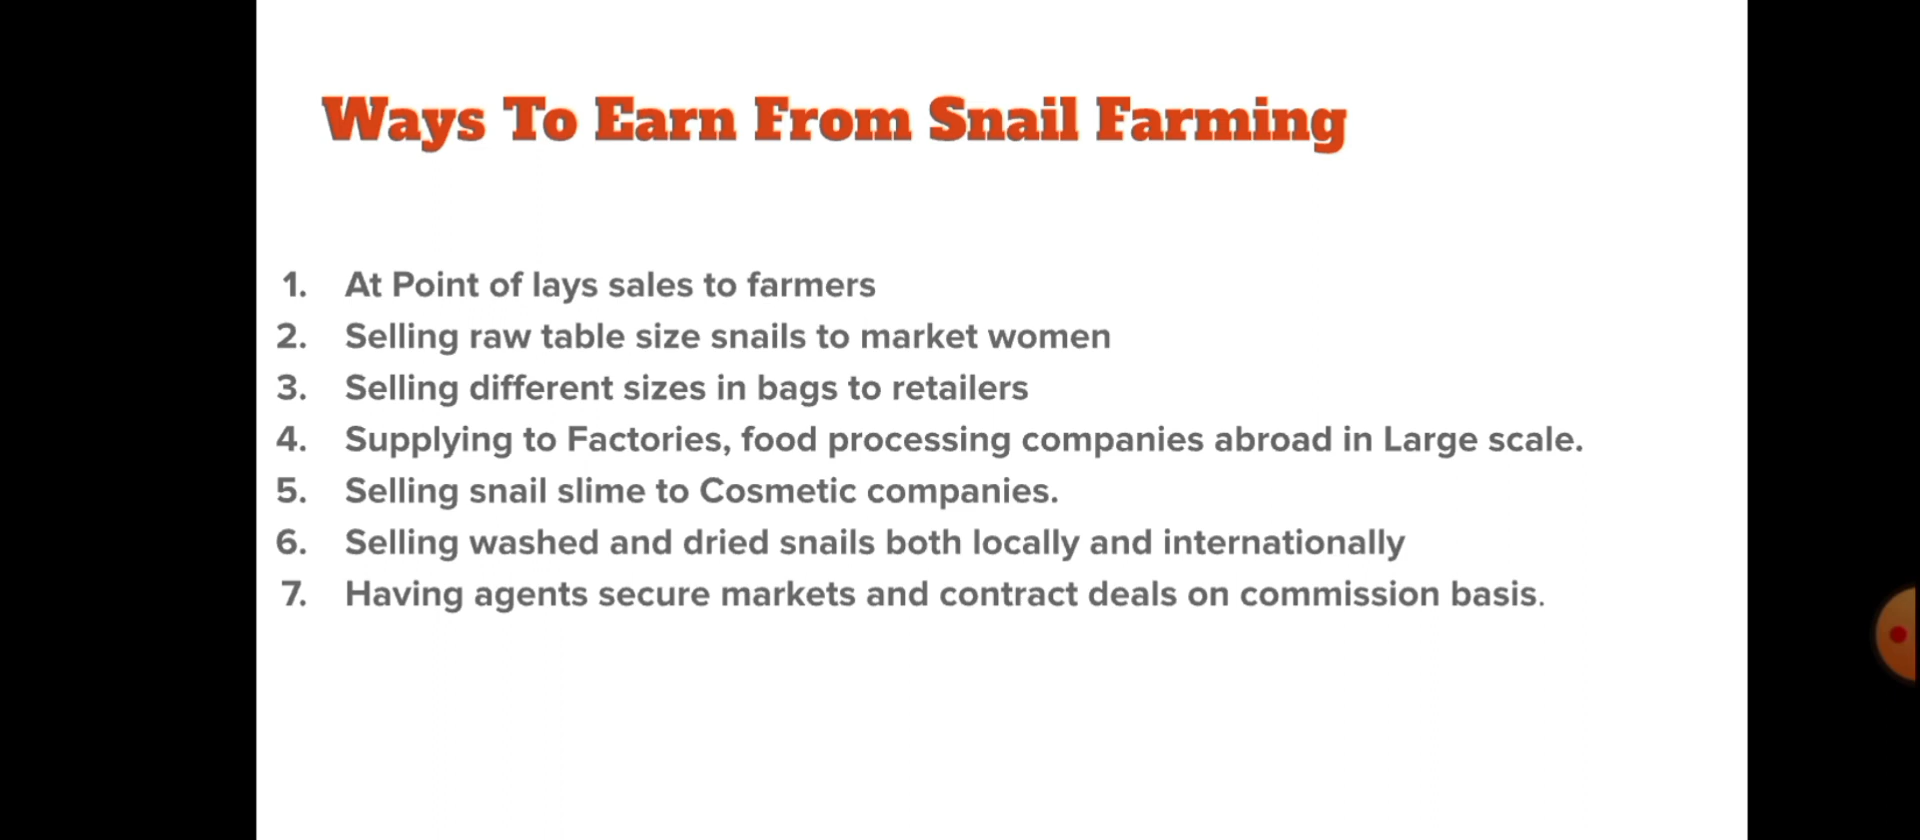 Ways To Earn From Snail Farming
1. At Point of lays sales to farmers
2. Selling raw table size snails to market women
3. Selling different sizes in bags to retailers
4. Supplying to Factories, food processing companies abroad in Large scale.
5. Selling snail slime to Cosmetic companies.
6. Selling washed and dried snails both locally and internationally
7. Having agents secure markets and contract deals on commission basis.